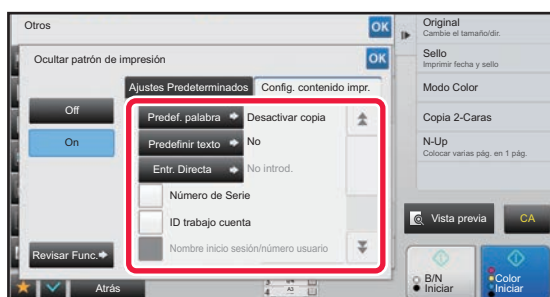 Otros
OK
Ocultar patrón de impresión
OK
Ajustes Predeterminados
Config. contenido impr.
Off
On
Predef. palabra
Desactivar copia
Predefinir texto
No
Entr. Directa
No introd.
Número de Serie
ID trabajo cuenta
Nombre inicio sesión/número usuario
Revisar Func.
Atrás
Original
Cambie el tamaño/dir.
Sello
Imprimir fecha y sello
Modo Color
Copia 2-Caras
N-Up
Colocar varias pág. en 1 pág.
Vista previa
CA
B/N
Iniciar
Color
Iniciar